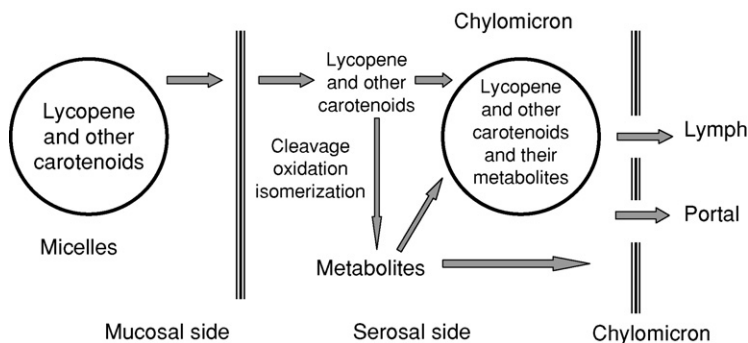 Chylomicron
Lycopene
and other
carotenoids
Micelles
Lycopene
and other
carotenoids
Cleavage
oxidation
isomerization
Metabolites
Lycopene
and other
carotenoids
and their
metabolites
Lymph
Portal
Mucosal side
Serosal side
Chylomicron